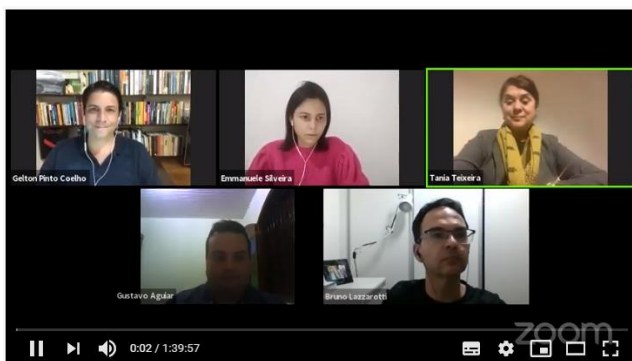 Gelton Pinto Coelho
Emmanuele Silveira
Tania Teixeira
Gustavo Aguiar
Bruno Lazzarotti
zoom
0:02 / 1:39:57